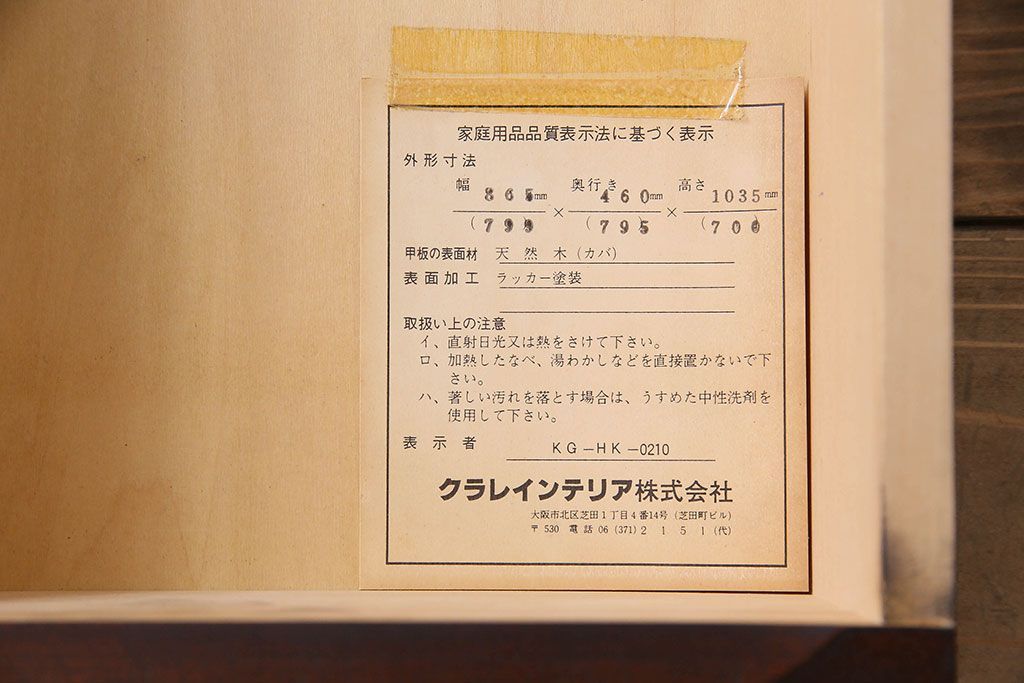 家庭用品品質表示法に基づく表示
外形寸法
幅 865mm × 奥行き 460mm × 高さ 1035mm
(799 (795 (700
甲板の表面材 天然木(カバ)
表面加工 ラッカー塗装
取扱い上の注意
イ、直射日光又は熱をさけて下さい。
ロ、加熱したなべ、湯わかしなどを直接置かないで下
さい。
ハ、著しい汚れを落とす場合は、うすめた中性洗剤を
使用して下さい。
表示者 KG-HK-0210
クラレインテリア株式会社
大阪市北区芝田1丁目4番14号(芝田町ビル)
〒530 電話 06(371)2151(代)